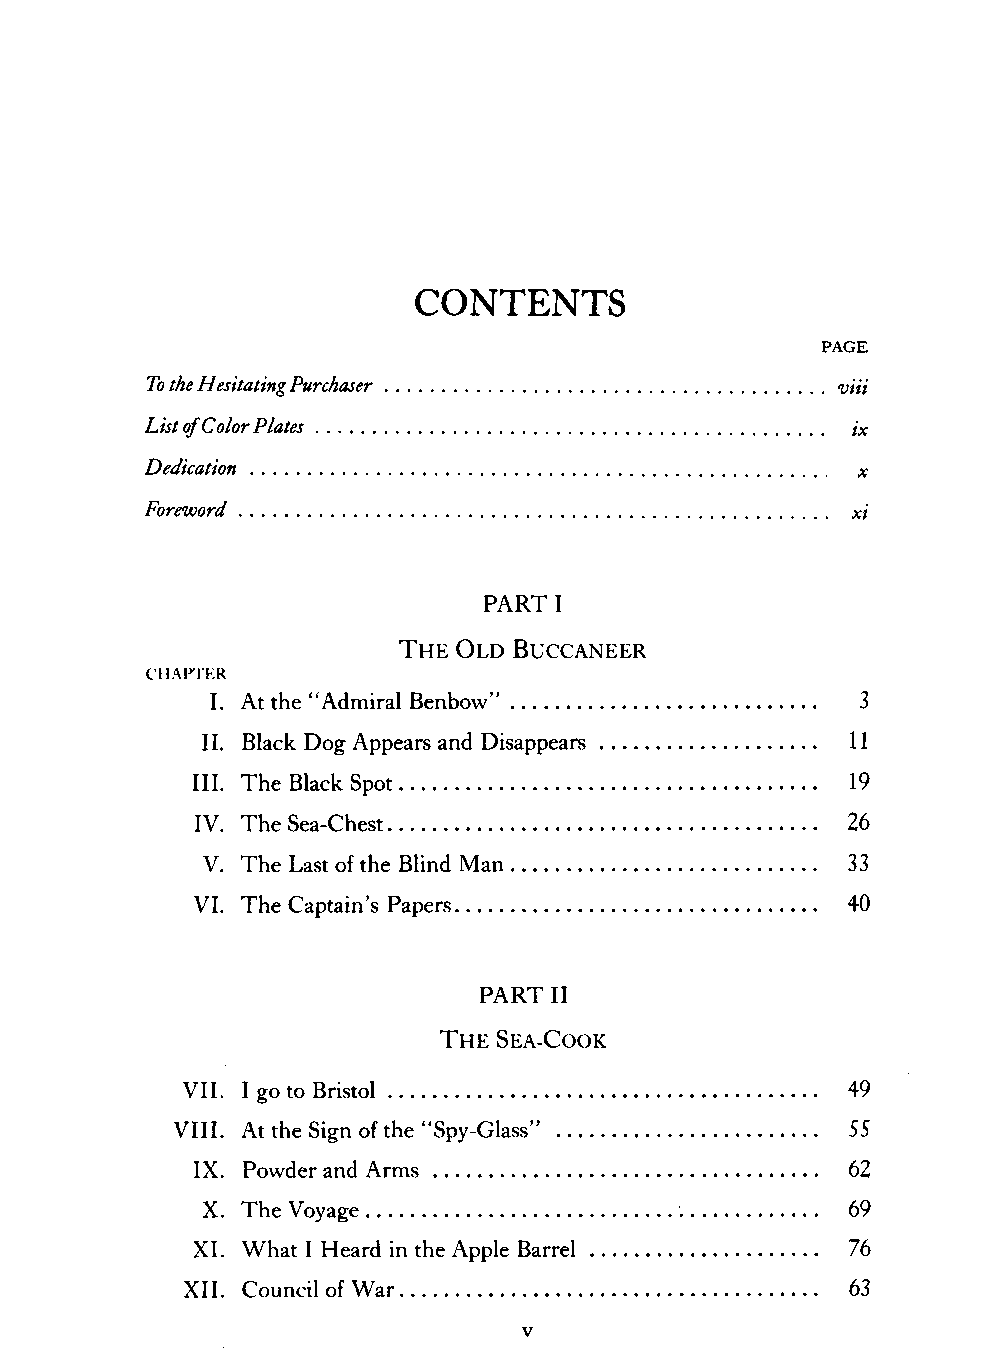 CONTENTS
PAGE
To the Hesitating Purchaser ........................................ viii
List of Color Plates .............................................. ix
Dedication .................................................... x
Foreword ..................................................... xi
PART I
THE OLD BUCCANEER
CHAPTER
I. At the "Admiral Benbow" ............................ 3
II. Black Dog Appears and Disappears .................... 11
III. The Black Spot...................................... 19
IV. The Sea-Chest....................................... 26
V. The Last of the Blind Man............................ 33
VI. The Captain's Papers................................. 40
PART II
THE SEA-COOK
VII. I go to Bristol ....................................... 49
VIII. At the Sign of the "Spy-Glass" ........................ 55
IX. Powder and Arms ................................... 62
X. The Voyage......................................... 69
XI. What I Heard in the Apple Barrel ..................... 76
XII. Council of War...................................... 63
v